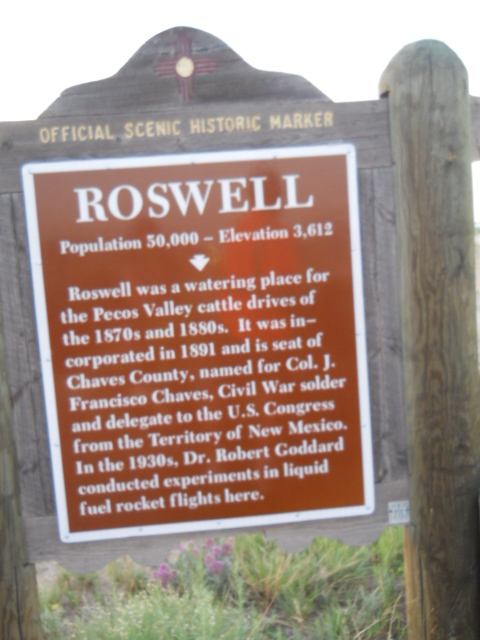 OFFICIAL SCENIC HISTORIC MARKER
ROSWELL
Population 50,000 – Elevation 3,612
Roswell was a watering place for
the Pecos Valley cattle drives of
the 1870s and 1880s. It was in–
corporated in 1891 and is seat of
Chaves County, named for Col. J.
Francisco Chaves, Civil War soldier
and delegate to the U.S. Congress
from the Territory of New Mexico.
In the 1930s, Dr. Robert Goddard
conducted experiments in liquid
fuel rocket flights here.